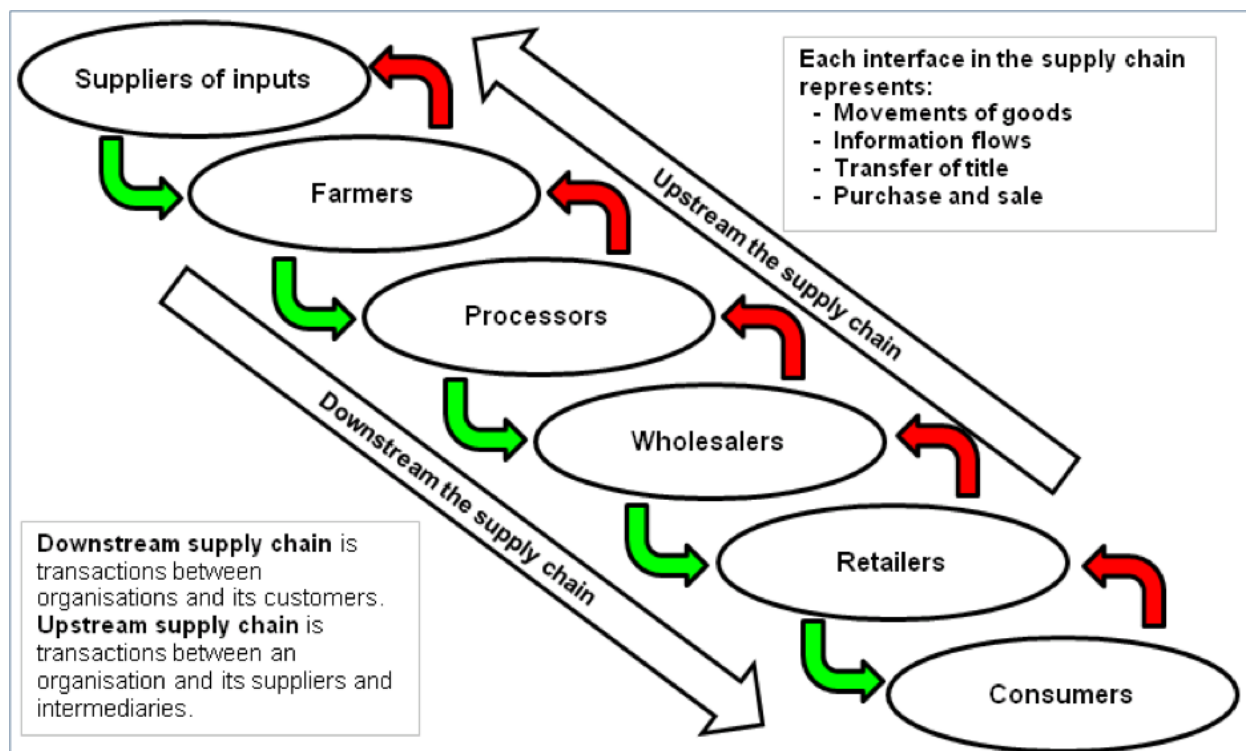 Suppliers of inputs
Each interface in the supply chain
represents:
- Movements of goods
- Information flows
- Transfer of title
- Purchase and sale
Farmers
Upstream the supply chain
Processors
Downstream the supply chain
Wholesalers
Retailers
Consumers
Downstream supply chain is
transactions between
organisations and its customers.
Upstream supply chain is
transactions between an
organisation and its suppliers and
intermediaries.